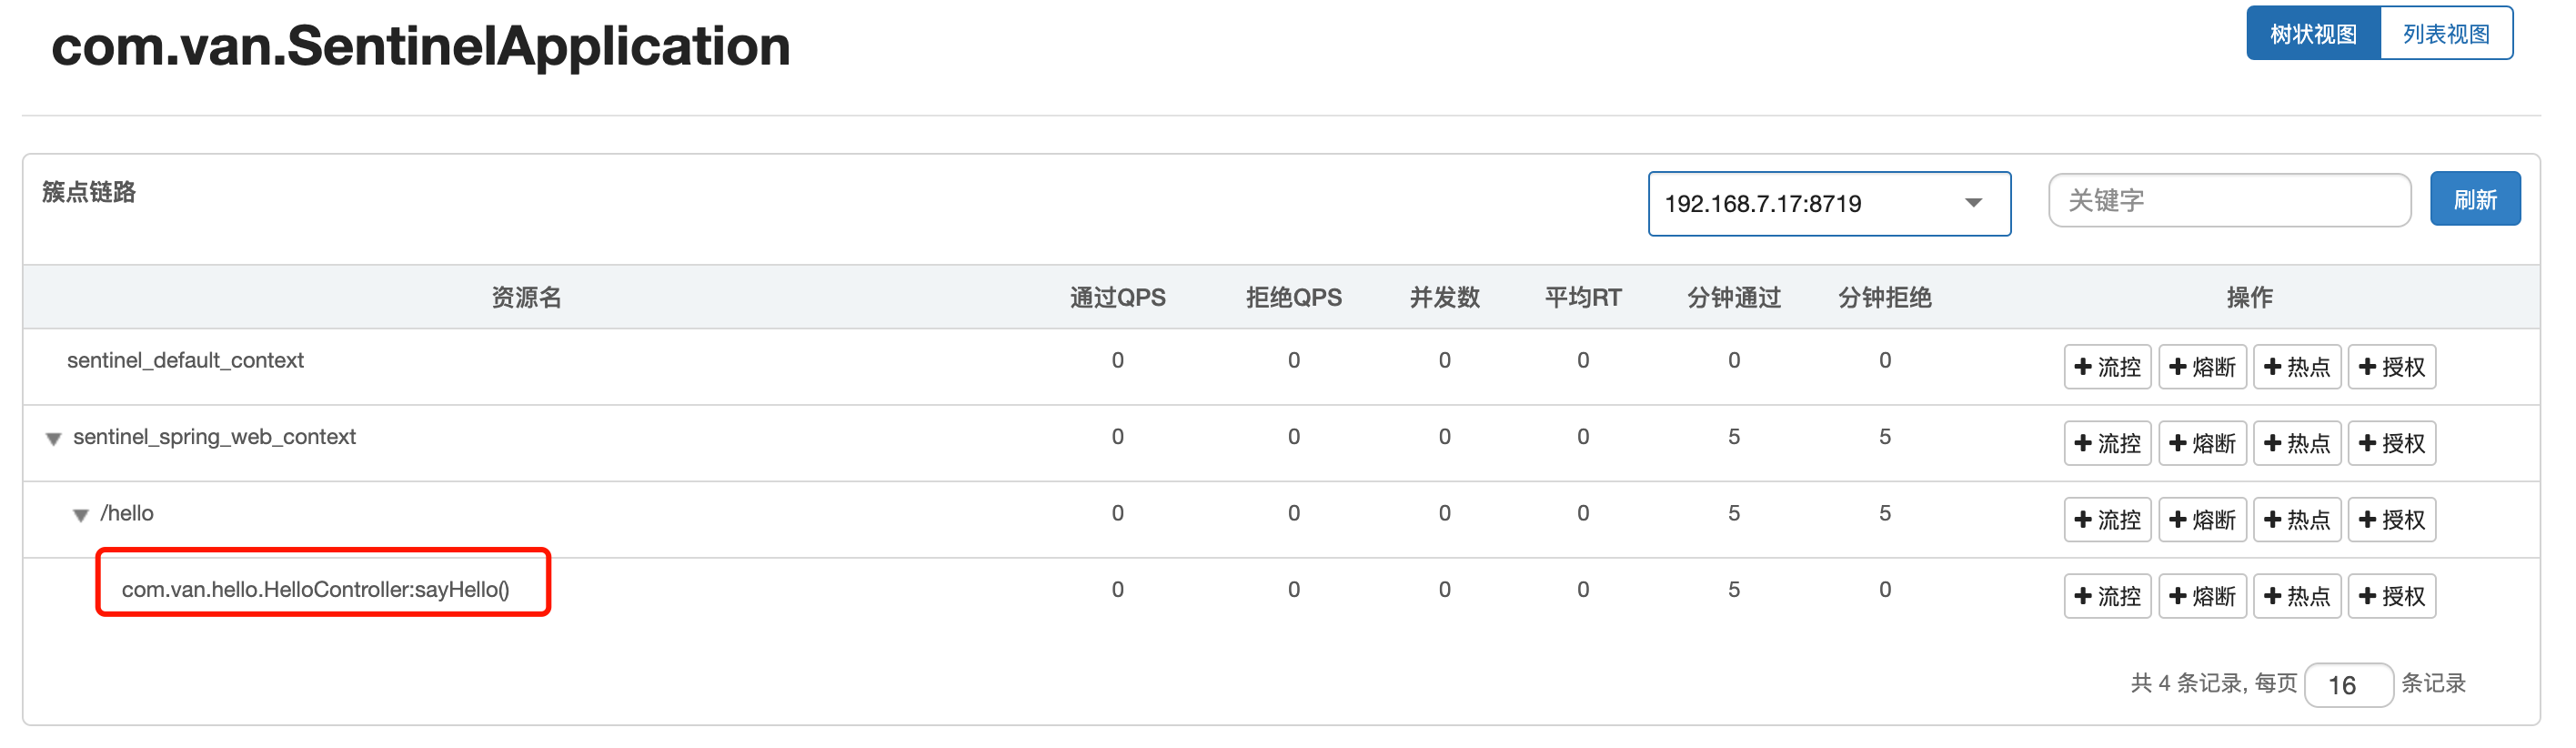 com.van.SentinelApplication
树状视图 列表视图
簇点链路 192.168.7.17:8719 关键字 刷新
资源名 通过QPS 拒绝QPS 并发数 平均RT 分钟通过 分钟拒绝 操作
sentinel_default_context 0 0 0 0 0 0 流控 熔断 热点 授权
sentinel_spring_web_context 0 0 0 0 5 5 流控 熔断 热点 授权
/hello 0 0 0 0 5 5 流控 熔断 热点 授权
com.van.hello.HelloController:sayHello() 0 0 0 0 5 0 流控 熔断 热点 授权
共 4 条记录, 每页 16 条记录